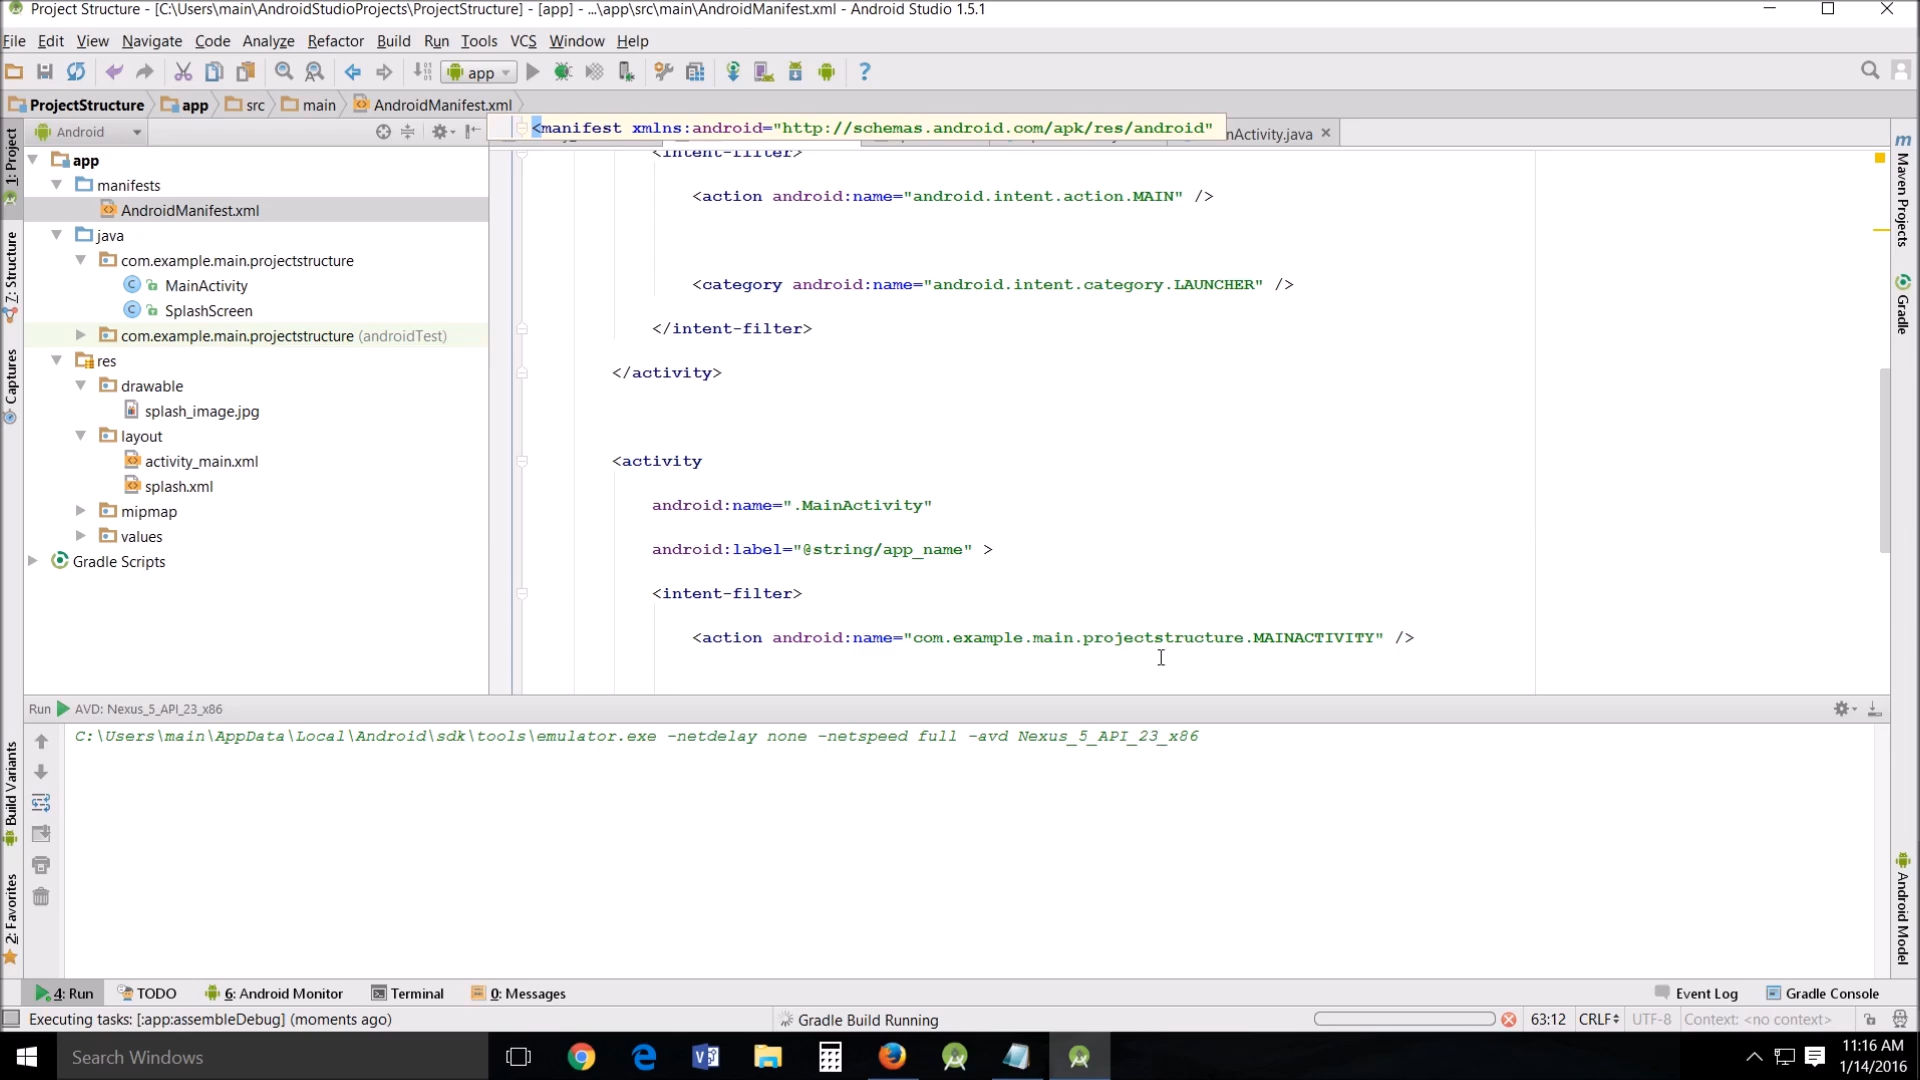 Project Structure - [C:\Users\main\AndroidStudioProjects\ProjectStructure] - [app] - ...\app\src\main\AndroidManifest.xml - Android Studio 1.5.1
File Edit View Navigate Code Analyze Refactor Build Run Tools VCS Window Help
app
ProjectStructure app src main AndroidManifest.xml
Android
<manifest xmlns:android="http://schemas.android.com/apk/res/android"
nActivity.java
1: Project
7: Structure
Captures
Build Variants
2: Favorites
app
manifests
AndroidManifest.xml
java
com.example.main.projectstructure
MainActivity
SplashScreen
com.example.main.projectstructure (androidTest)
res
drawable
splash_image.jpg
layout
activity_main.xml
splash.xml
mipmap
values
Gradle Scripts
<intent-filter>
<action android:name="android.intent.action.MAIN" />
<category android:name="android.intent.category.LAUNCHER" />
</intent-filter>
</activity>
<activity
android:name=".MainActivity"
android:label="@string/app_name" >
<intent-filter>
<action android:name="com.example.main.projectstructure.MAINACTIVITY" />
Maven Projects
Gradle
Android Model
Run AVD: Nexus_5_API_23_x86
C:\Users\main\AppData\Local\Android\sdk\tools\emulator.exe -netdelay none -netspeed full -avd Nexus_5_API_23_x86
4: Run TODO 6: Android Monitor Terminal 0: Messages Event Log Gradle Console
Executing tasks: [:app:assembleDebug] (moments ago) Gradle Build Running 63:12 CRLF UTF-8 Context: <no context>
Search Windows
11:16 AM
1/14/2016